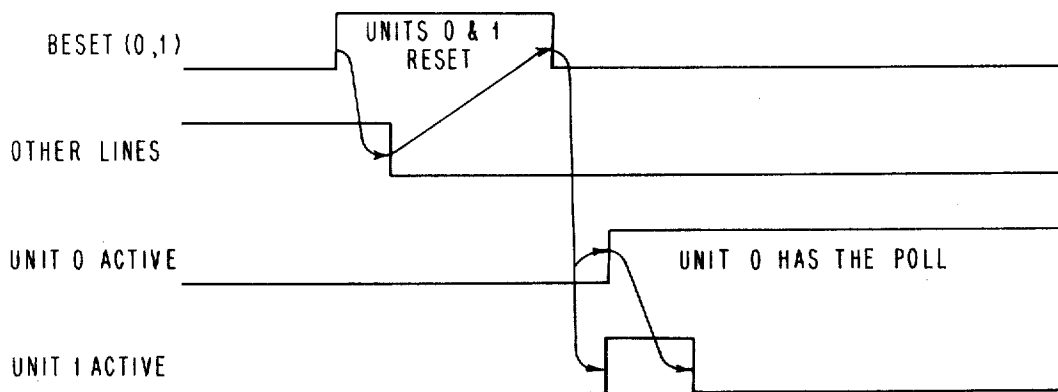 BESET (0,1)
UNITS 0 & 1
RESET
OTHER LINES
UNIT 0 ACTIVE
UNIT 0 HAS THE POLL
UNIT 1 ACTIVE